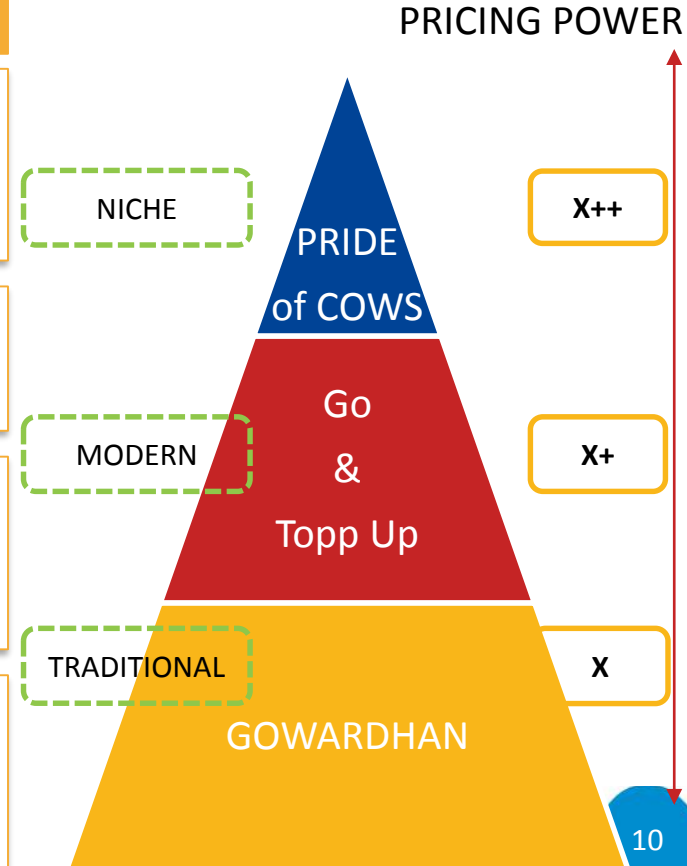 PRICING POWER
NICHE
PRIDE
of COWS
X++
MODERN
Go
&
Topp Up
X+
TRADITIONAL
GOWARDHAN
X
10